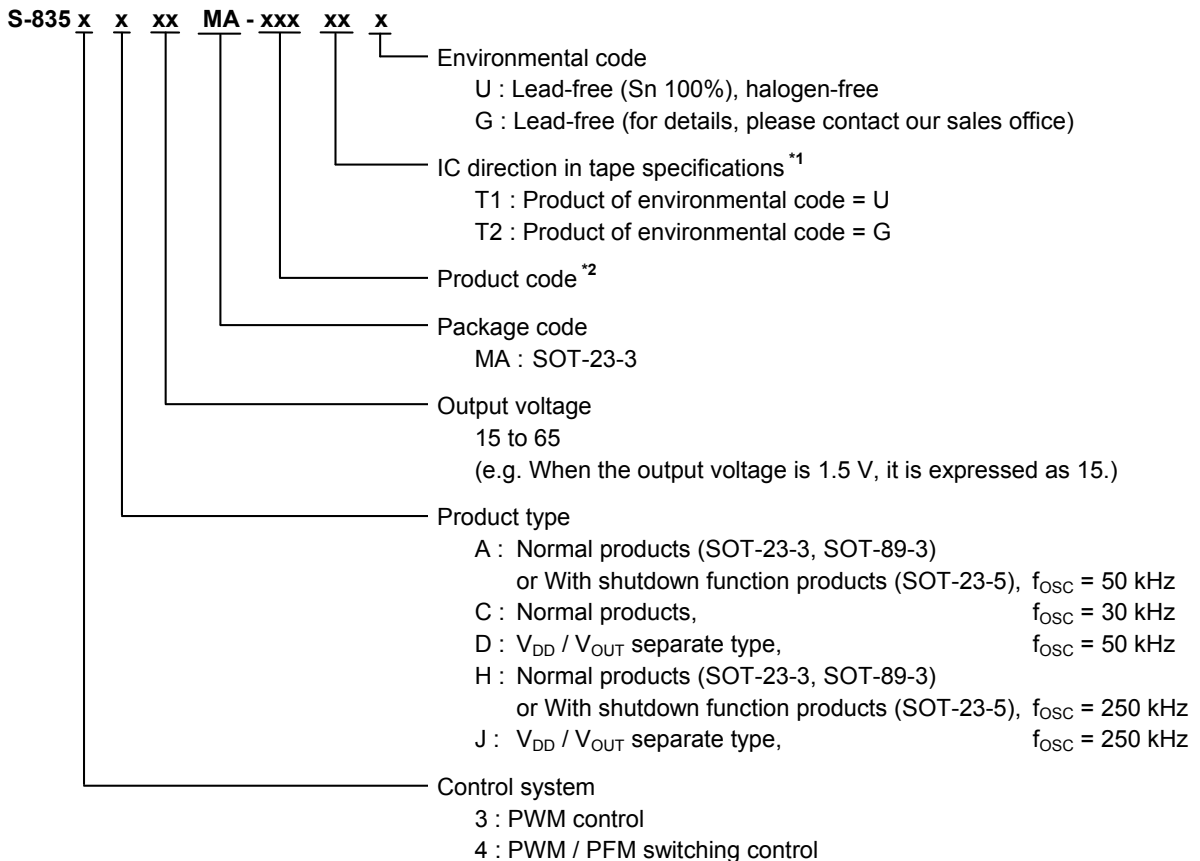 S-835 x x xx MA - xxx xx x
Environmental code
U : Lead-free (Sn 100%), halogen-free
G : Lead-free (for details, please contact our sales office)
IC direction in tape specifications *1
T1 : Product of environmental code = U
T2 : Product of environmental code = G
Product code *2
Package code
MA : SOT-23-3
Output voltage
15 to 65
(e.g. When the output voltage is 1.5 V, it is expressed as 15.)
Product type
A : Normal products (SOT-23-3, SOT-89-3)
or With shutdown function products (SOT-23-5), fOSC = 50 kHz
C : Normal products, fOSC = 30 kHz
D : VDD / VOUT separate type, fOSC = 50 kHz
H : Normal products (SOT-23-3, SOT-89-3)
or With shutdown function products (SOT-23-5), fOSC = 250 kHz
J : VDD / VOUT separate type, fOSC = 250 kHz
Control system
3 : PWM control
4 : PWM / PFM switching control